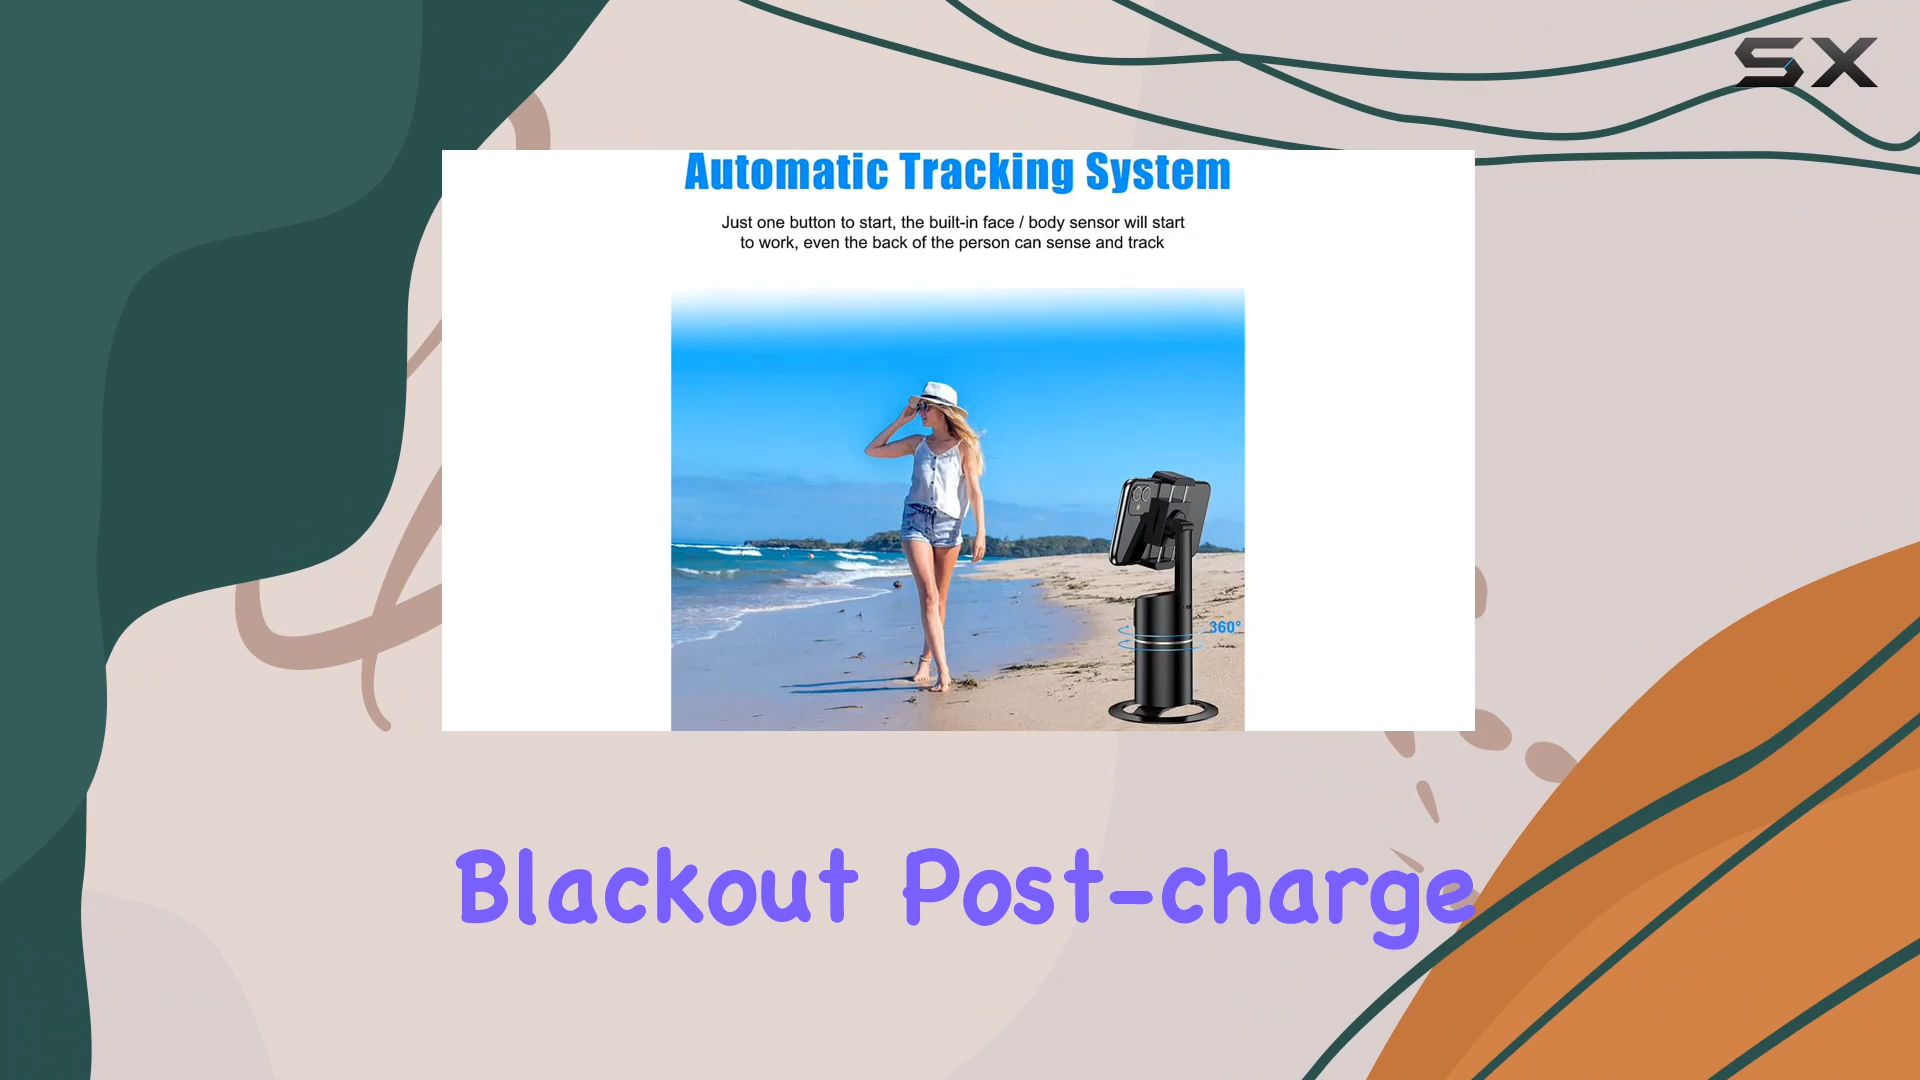 SX
Automatic Tracking System
Just one button to start, the built-in face / body sensor will start
to work, even the back of the person can sense and track
360°
Blackout Post-charge